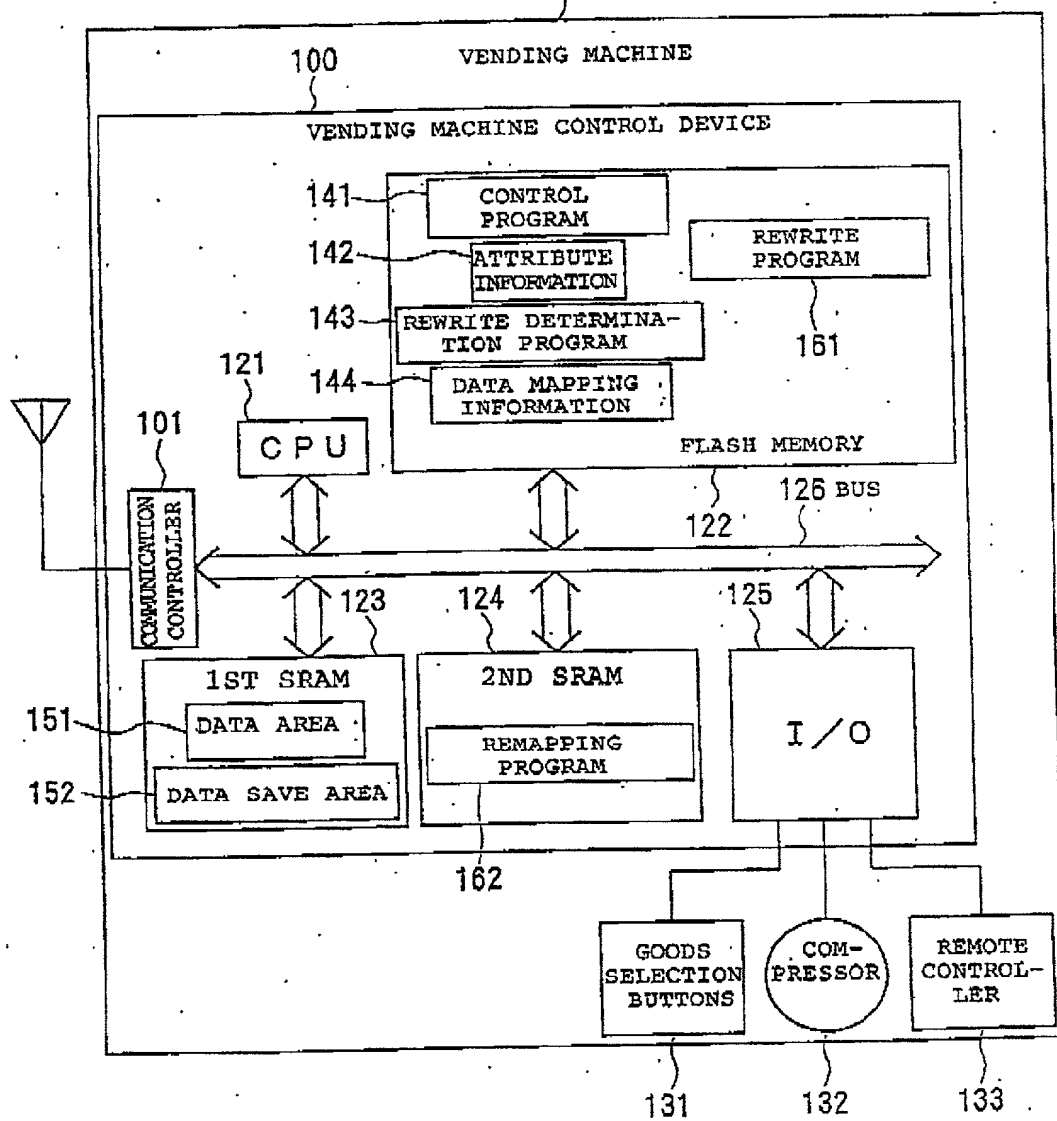 VENDING MACHINE
100
VENDING MACHINE CONTROL DEVICE
141
CONTROL
PROGRAM
142
ATTRIBUTE
INFORMATION
REWRITE
PROGRAM
161
143
REWRITE DETERMINA-
TION PROGRAM
144
DATA MAPPING
INFORMATION
121
CPU
FLASH MEMORY
122
126 BUS
101
COMMUNICATION
CONTROLLER
123
1ST SRAM
151
DATA AREA
152
DATA SAVE AREA
124
2ND SRAM
REMAPPING
PROGRAM
162
125
I/O
GOODS
SELECTION
BUTTONS
131
COM-
PRESSOR
132
REMOTE
CONTROL-
LER
133